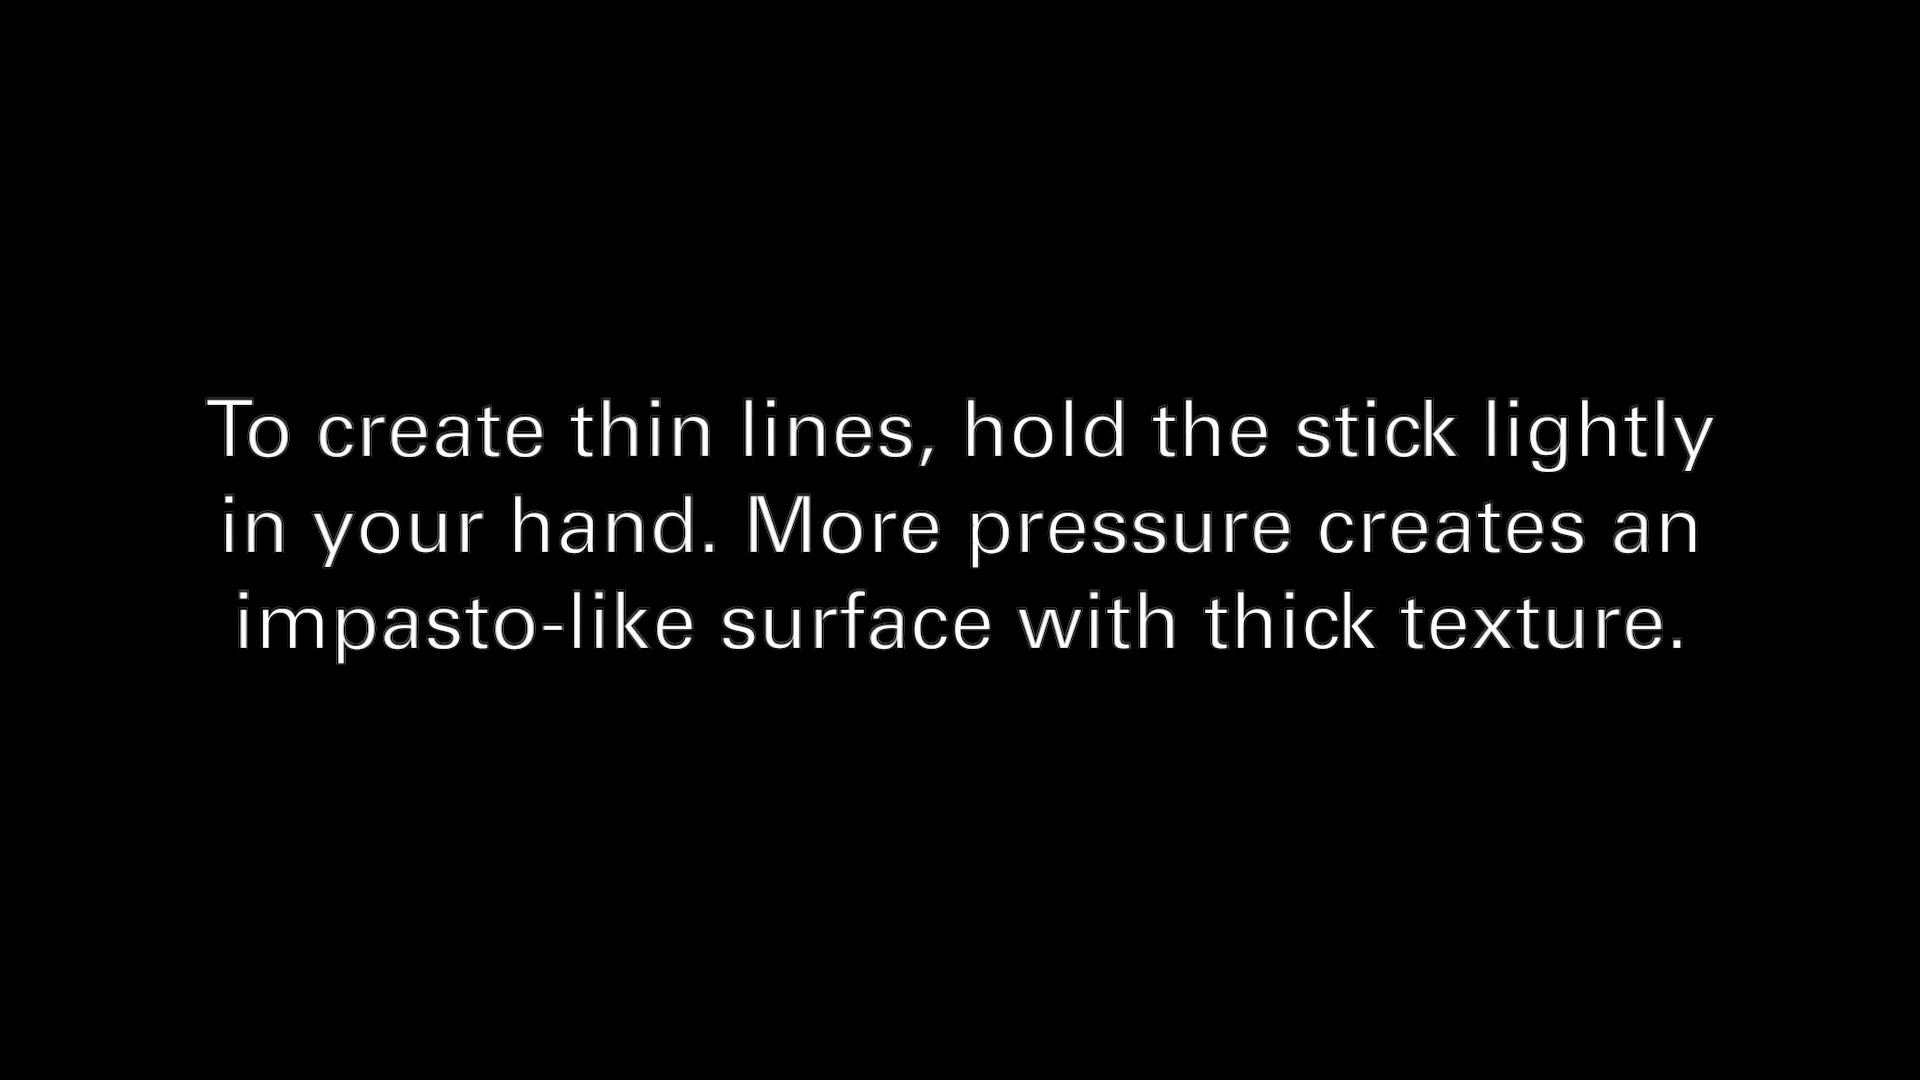 To create thin lines, hold the stick lightly
in your hand. More pressure creates an
impasto-like surface with thick texture.